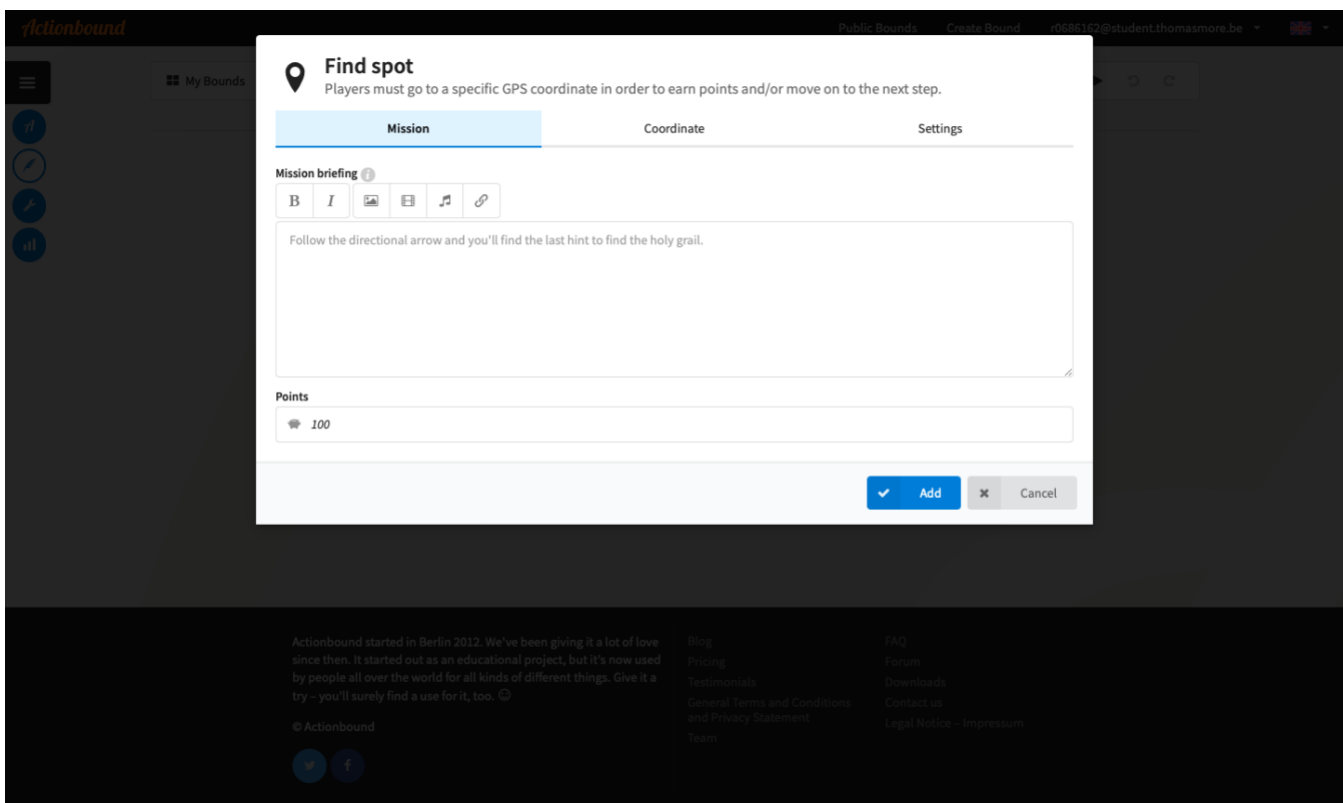 Actionbound
Public Bounds Create Bound r0686162@student.thomasmore.be
My Bounds
Find spot
Players must go to a specific GPS coordinate in order to earn points and/or move on to the next step.
Mission Coordinate Settings
Mission briefing i
B I
Follow the directional arrow and you'll find the last hint to find the holy grail.
Points
100
Add Cancel
Actionbound started in Berlin 2012. We've been giving it a lot of love
since then. It started out as an educational project, but it's now used
by people all over the world for all kinds of different things. Give it a
try – you'll surely find a use for it, too. ☺
© Actionbound
Blog
Pricing
Testimonials
General Terms and Conditions
and Privacy Statement
Team
FAQ
Forum
Downloads
Contact us
Legal Notice – Impressum